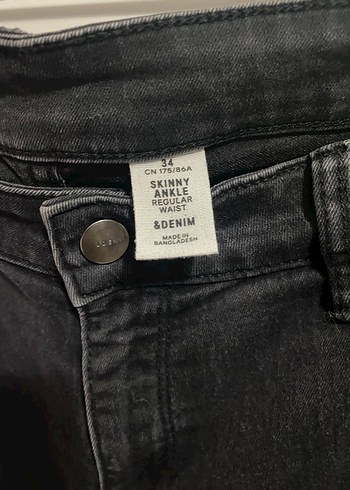 34
CN 175/86A
SKINNY
ANKLE
REGULAR
WAIST
&DENIM
MADE IN
BANGLADESH